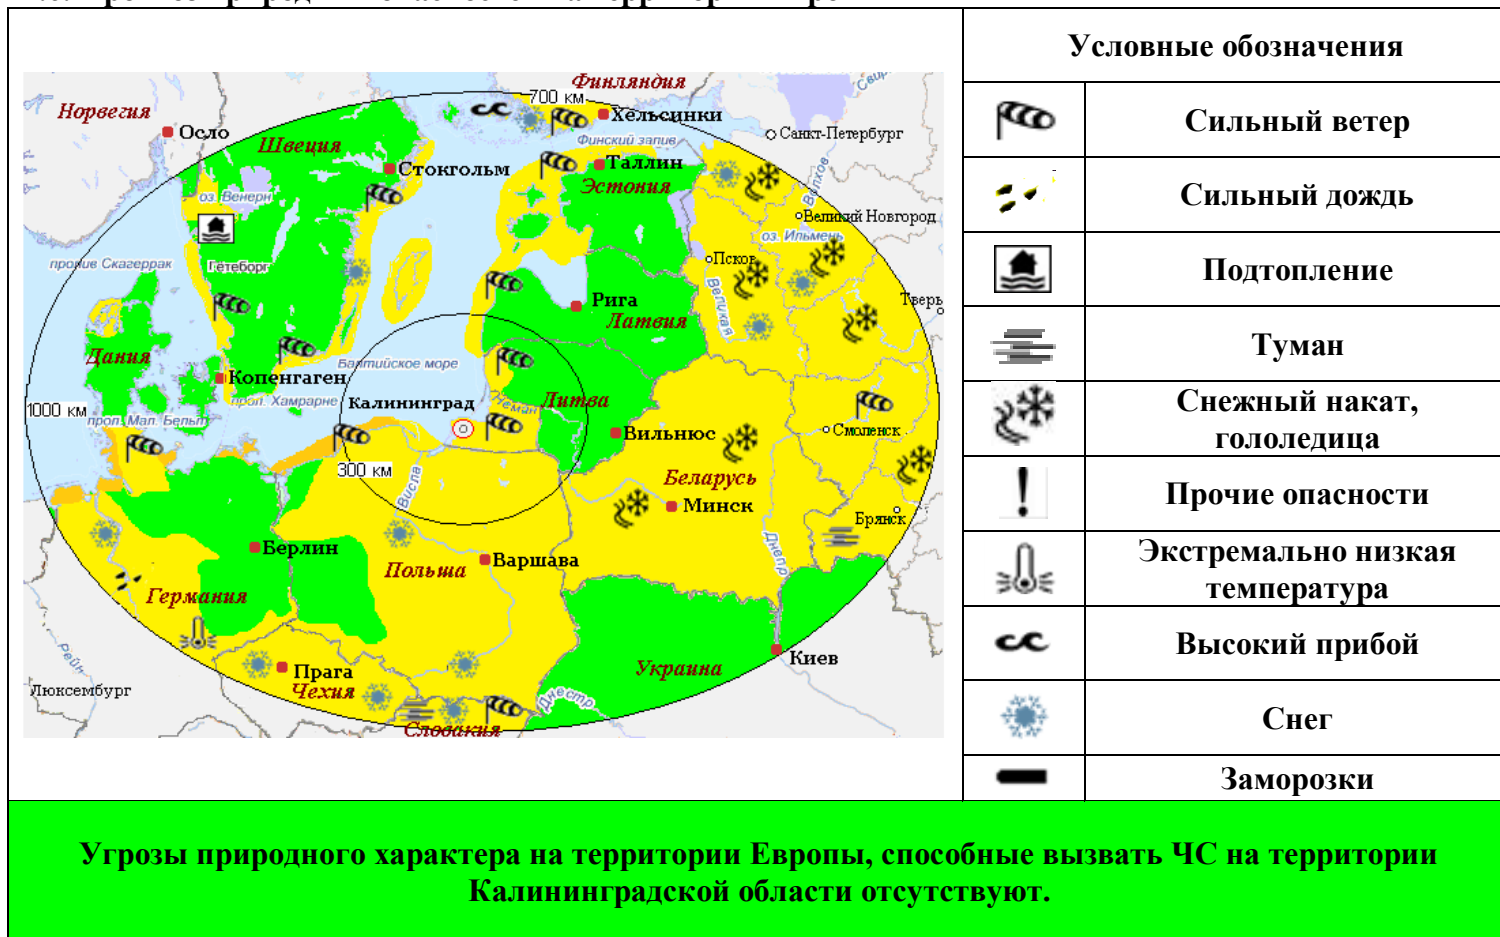 Условные обозначения
Финляндия
700 км
Норвегия
Осло
Хельсинки
Санкт-Петербург
Швеция
Финский залив
Волхов
Стокгольм
Таллин
Эстония
оз. Венерн
Великий Новгород
оз. Ильмень
пролив Скагеррак
Гетеборг
Псков
Великая
Тверь
Рига
Латвия
Дания
Балтийское море
Копенгаген
Калининград
Неман
Литва
1000 км
прол. Мал. Бельт
Вильнюс
Смоленск
300 км
Висла
Беларусь
Минск
Брянск
Днепр
Берлин
Варшава
Польша
Германия
Рейн
Прага
Чехия
Люксембург
Украина
Киев
Днестр
Словакия
Сильный ветер
Сильный дождь
Подтопление
Туман
Снежный накат,
гололедица
Прочие опасности
Экстремально низкая
температура
Высокий прибой
Снег
Заморозки
Угрозы природного характера на территории Европы, способные вызвать ЧС на территории
Калининградской области отсутствуют.